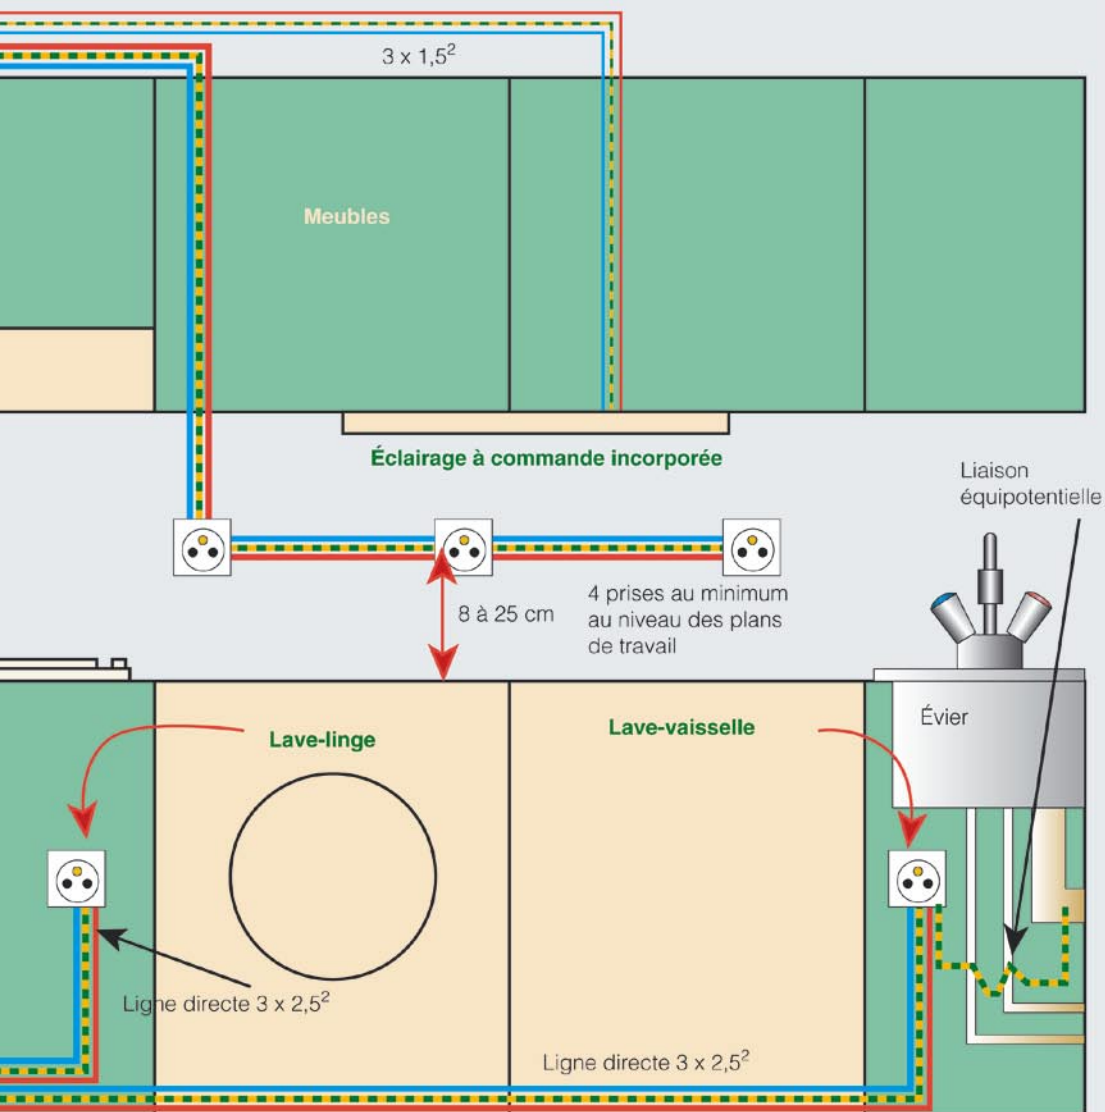 3 x 1,5²
Meubles
Éclairage à commande incorporée
Liaison
équipotentielle
8 à 25 cm
4 prises au minimum
au niveau des plans
de travail
Lave-linge
Lave-vaisselle
Évier
Ligne directe 3 x 2,5²
Ligne directe 3 x 2,5²